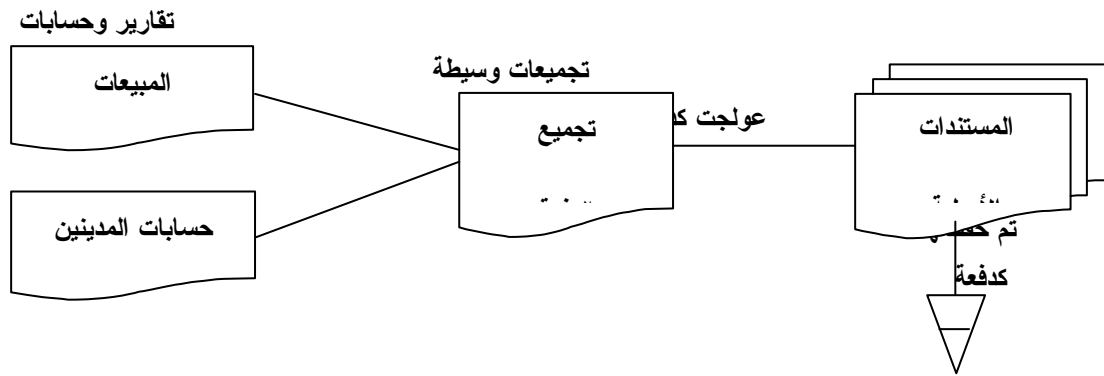 تقارير وحسابات
المبيعات
حسابات المدينين
تجميعات وسيطة
تجميع
عولجت
المستندات
تم
كدفعة